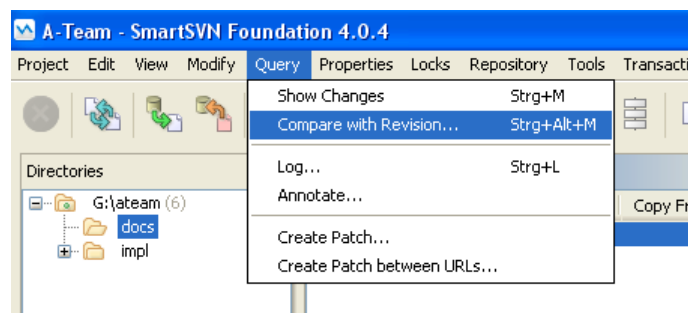 A-Team - SmartSVN Foundation 4.0.4
Project Edit View Modify Query Properties Locks Repository Tools
Show Changes Strg+M
Compare with Revision... Strg+Alt+M
Directories
Log... Strg+L
Annotate...
G:\ateam (6)
Copy
docs
impl
Create Patch...
Create Patch between URLs...